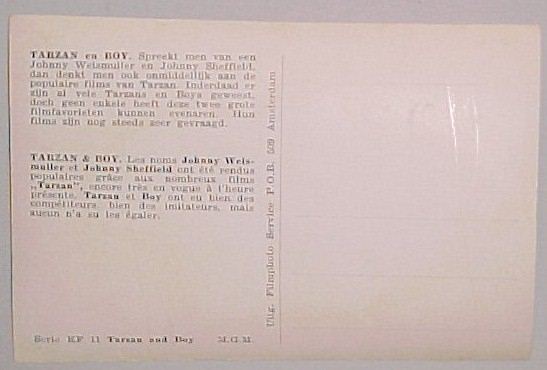 TARZAN en BOY. Spreekt men van een
Johnny Weismuller en Johnny Sheffield,
dan denkt men ook onmiddellijk aan de
populaire films van Tarzan. Inderdaad er
zijn al vele Tarzans en Boys geweest,
doch geen enkele heeft deze twee grote
filmfavorieten kunnen evenaren. Hun
films zijn nog steeds zeer gevraagd.
TARZAN & BOY. Les noms Johnny Weis-
muller et Johnny Sheffield ont été rendus
populaires grâce aux nombreux films
„Tarzan”, encore très en vogue à l'heure
présente. Tarzan et Boy ont eu bien des
compétiteurs, bien des imitateurs, mais
aucun n'a su les égaler.
Serie KF 11 Tarzan and Boy M.G.M.
Uitg. Filmphoto Service P.O.B. 509 Amsterdam